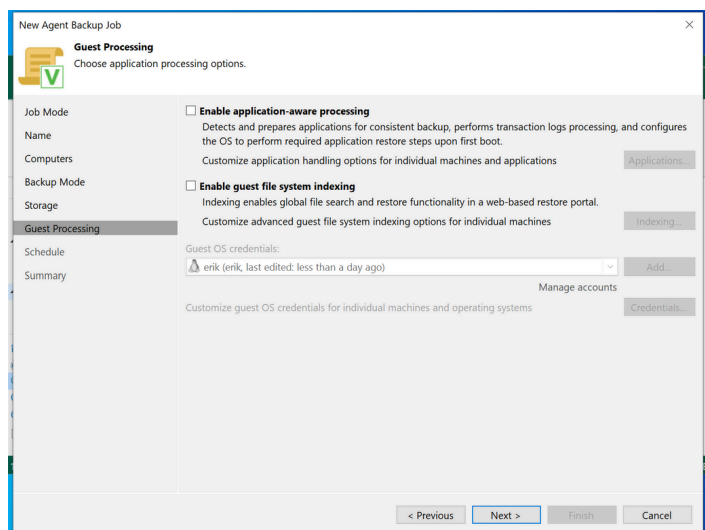 New Agent Backup Job
Guest Processing
Choose application processing options.
Job Mode
Name
Computers
Backup Mode
Storage
Guest Processing
Schedule
Summary
Enable application-aware processing
Detects and prepares applications for consistent backup, performs transaction logs processing, and configures
the OS to perform required application restore steps upon first boot.
Customize application handling options for individual machines and applications
Applications...
Enable guest file system indexing
Indexing enables global file search and restore functionality in a web-based restore portal.
Customize advanced guest file system indexing options for individual machines
Indexing...
Guest OS credentials:
erik (erik, last edited: less than a day ago)
Add...
Manage accounts
Customize guest OS credentials for individual machines and operating systems
Credentials...
< Previous
Next >
Finish
Cancel